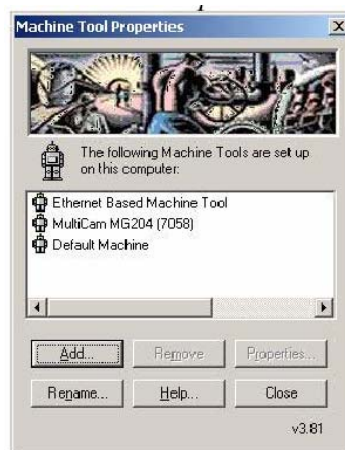 Machine Tool Properties
The following Machine Tools are set up
on this computer:
Ethernet Based Machine Tool
MultiCam MG204 (7058)
Default Machine
Add...
Remove
Properties...
Rename...
Help...
Close
v3.81